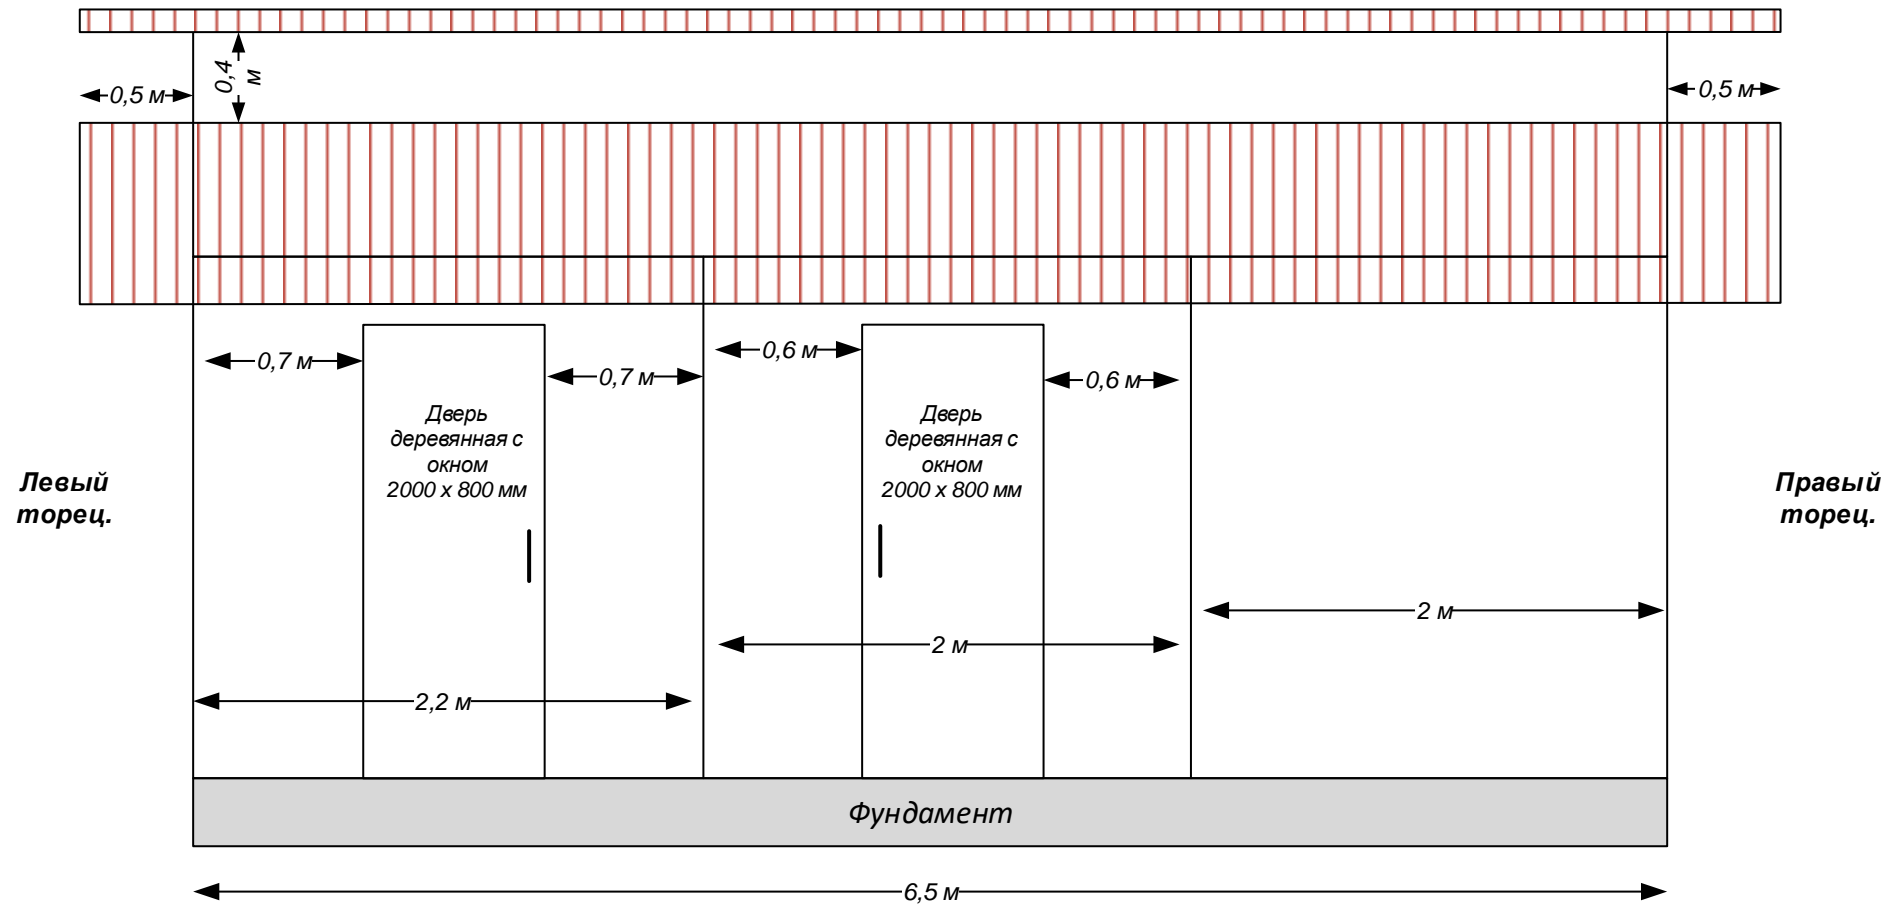 0,4
м
0,5 м
0,5 м
0,7 м
0,7 м
0,6 м
0,6 м
Дверь
деревянная с
окном
2000 х 800 мм
Дверь
деревянная с
окном
2000 х 800 мм
Левый
торец.
Правый
торец.
2 м
2 м
2,2 м
Фундамент
6,5 м